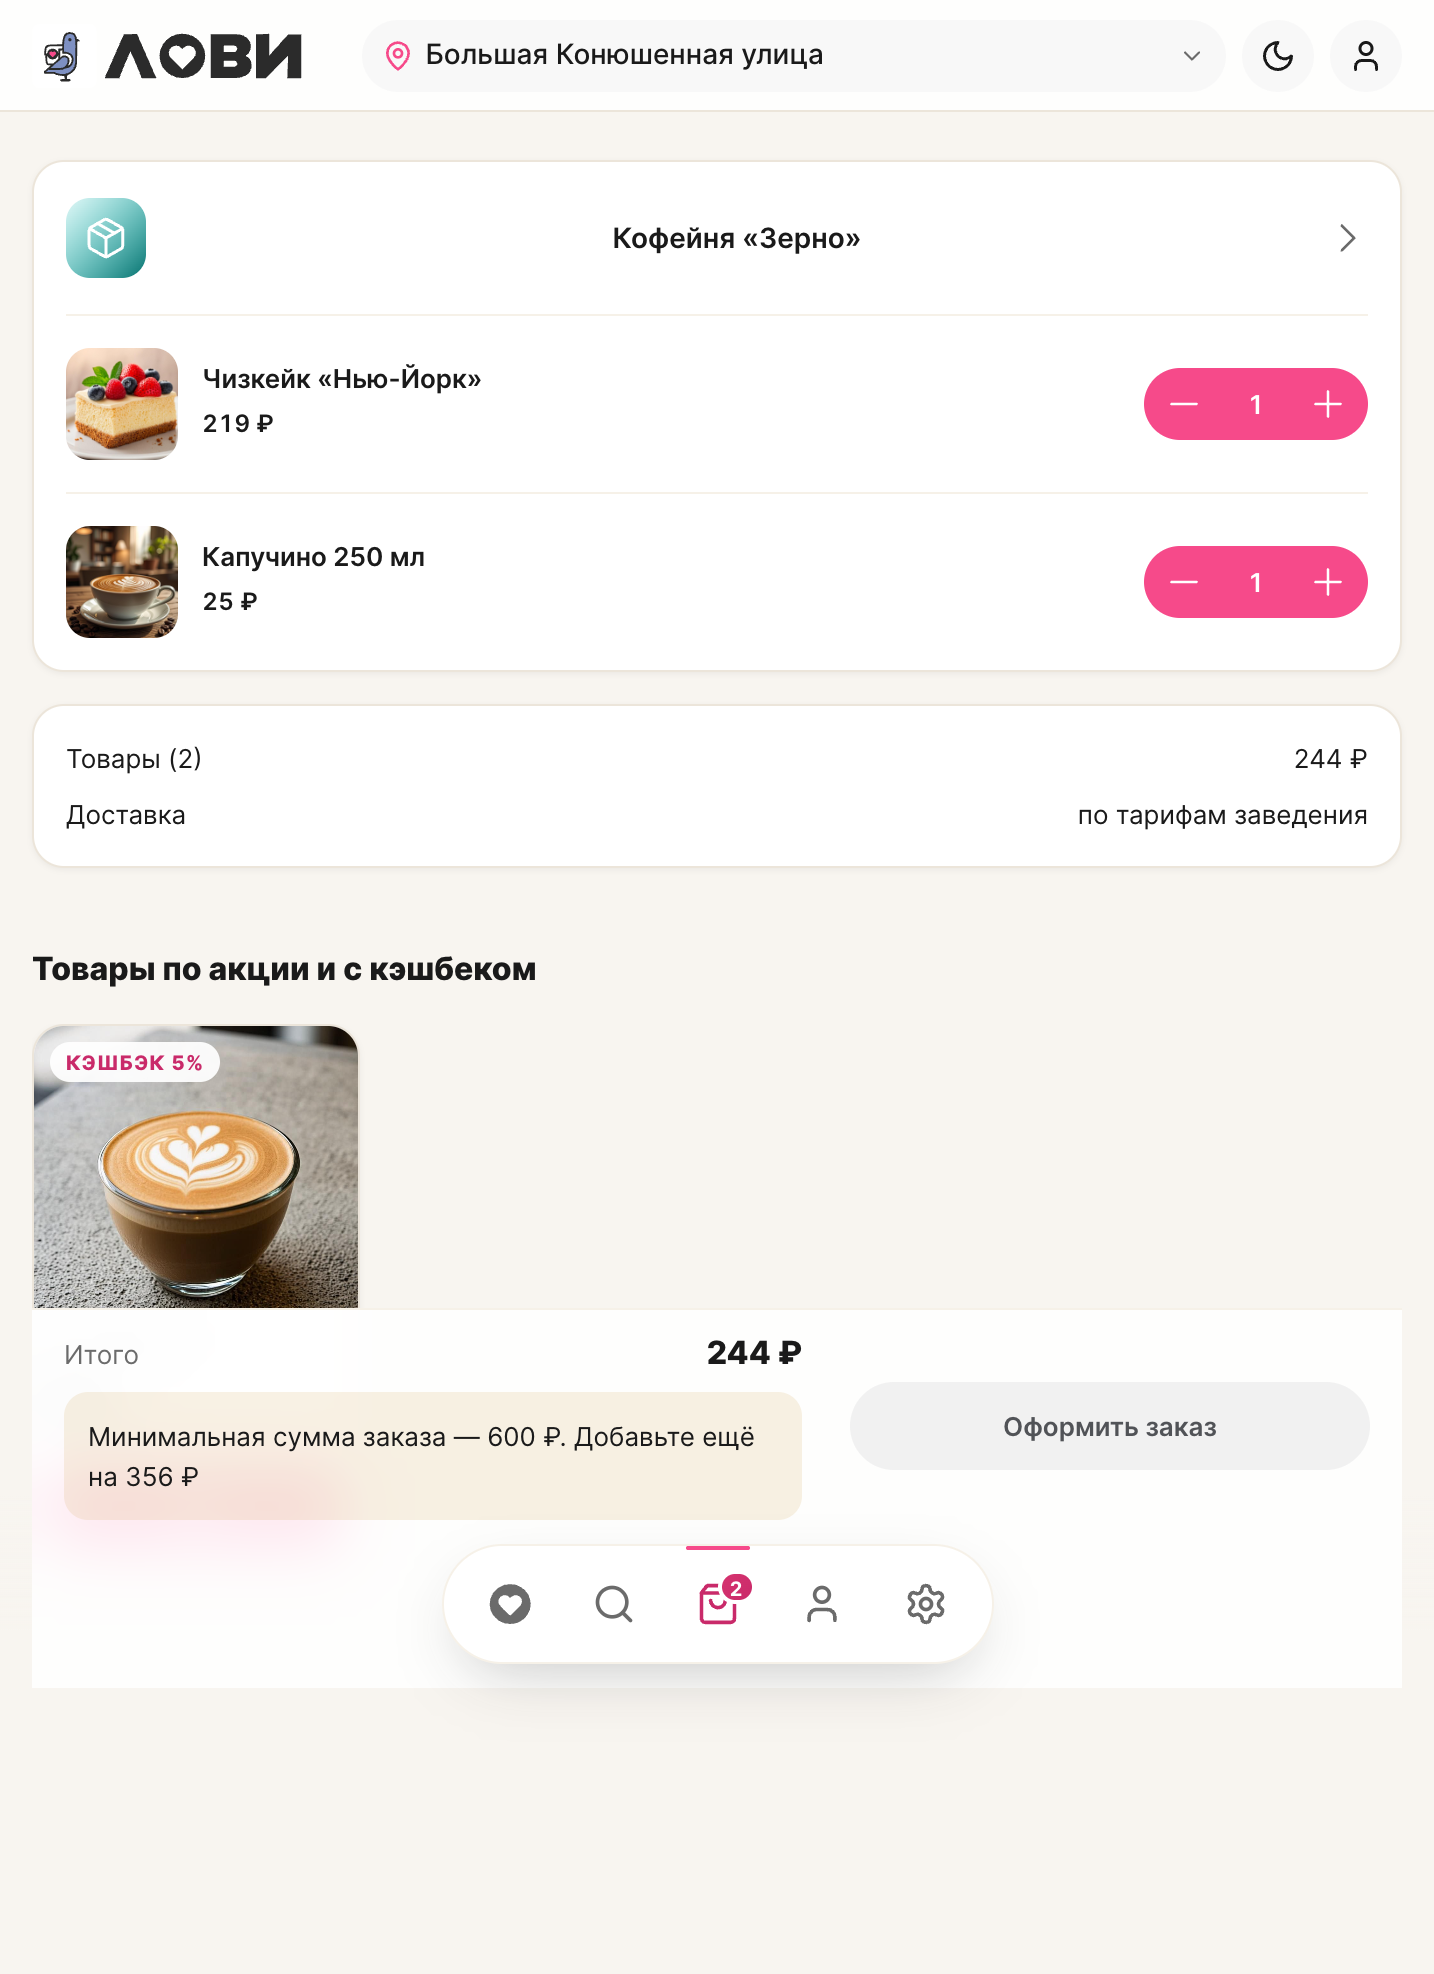 ЛОВИ
Большая Конюшенная улица
Кофейня «Зерно»
Чизкейк «Нью-Йорк»
219 ₽
1
Капучино 250 мл
25 ₽
1
Товары (2)
244 ₽
Доставка
по тарифам заведения
Товары по акции и с кэшбеком
КЭШБЭК 5%
Итого
244 ₽
Минимальная сумма заказа — 600 ₽. Добавьте ещё
на 356 ₽
Оформить заказ
2